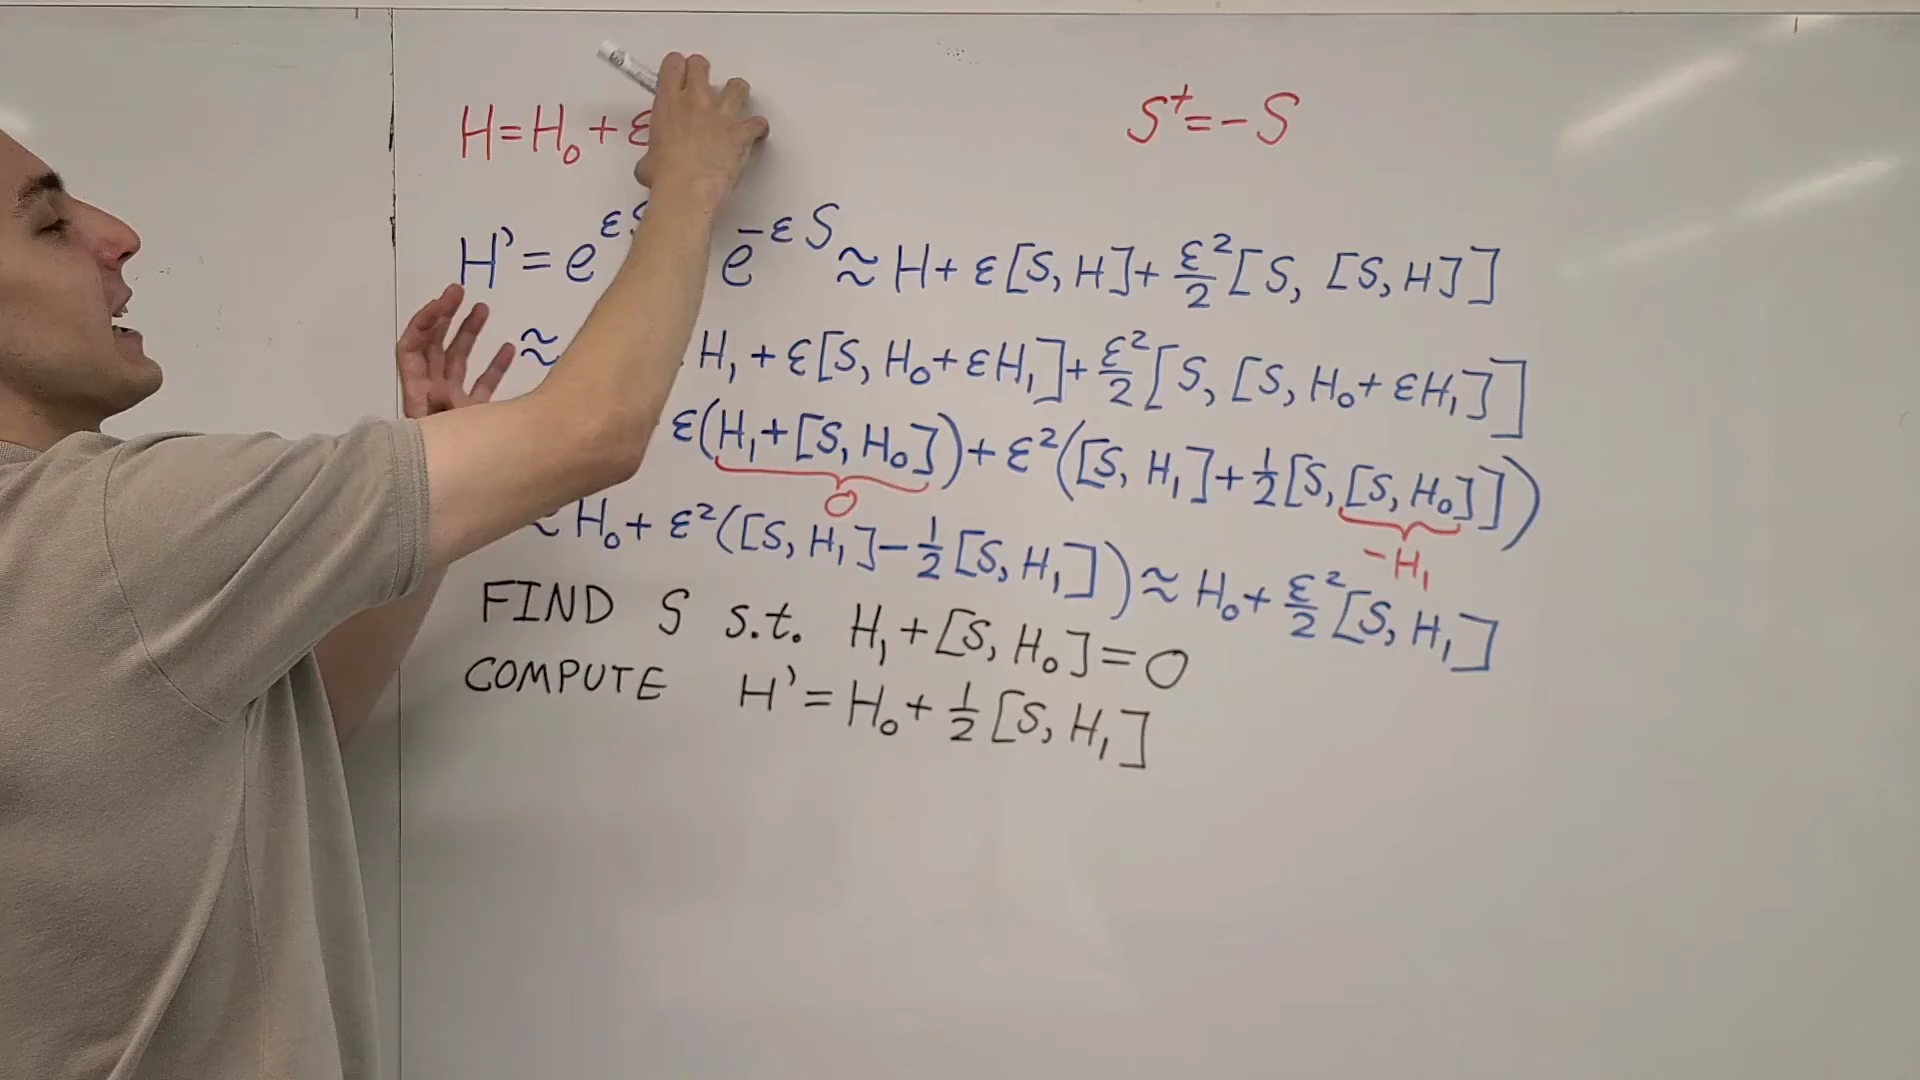 H=H₀+ε
S†=-S
H'=e^ε e^-εS≈H+ε[S,H]+ε²/2[S,[S,H]]
≈ H₁+ε[S,H₀+εH₁]+ε²/2[S,[S,H₀+εH₁]]
ε(H₁+[S,H₀])+ε²([S,H₁]+1/2[S,[S,H₀]])
0
-H₁
≈H₀+ε²([S,H₁]-1/2[S,H₁])≈H₀+ε²/2[S,H₁]
FIND S s.t. H₁+[S,H₀]=0
COMPUTE H'=H₀+1/2[S,H₁]